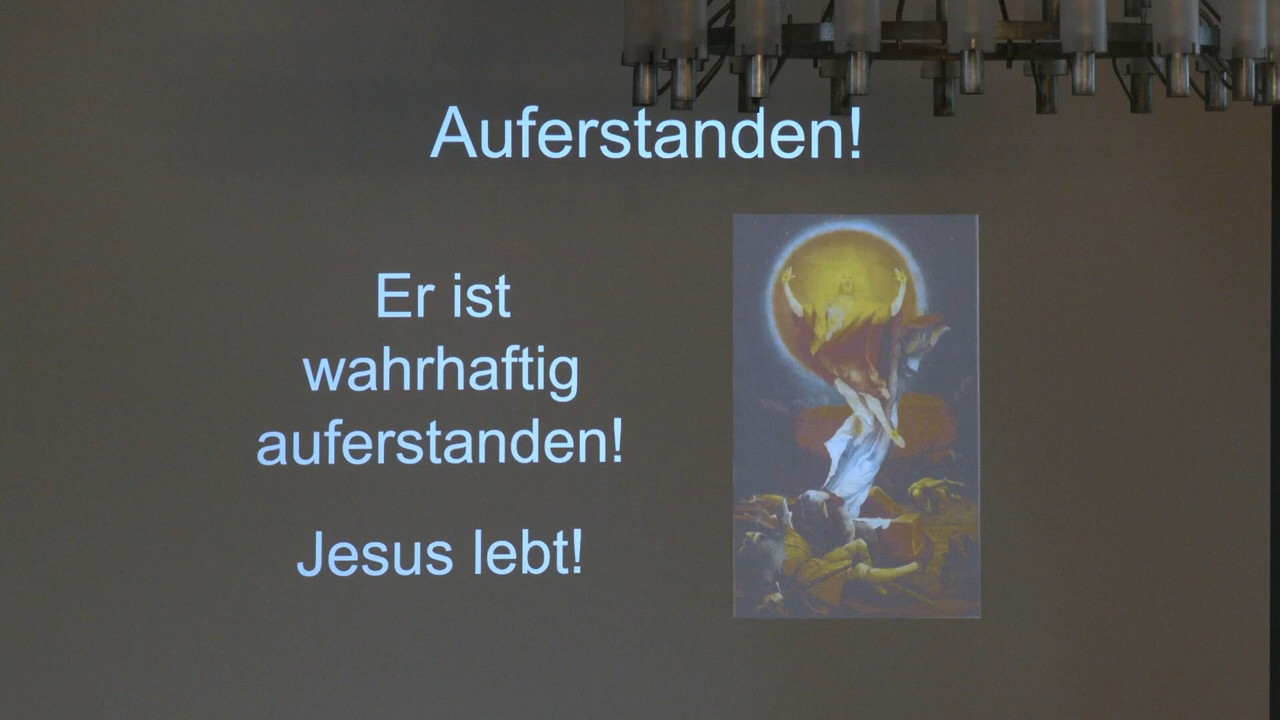 Auferstanden!
Er ist
wahrhaftig
auferstanden!
Jesus lebt!